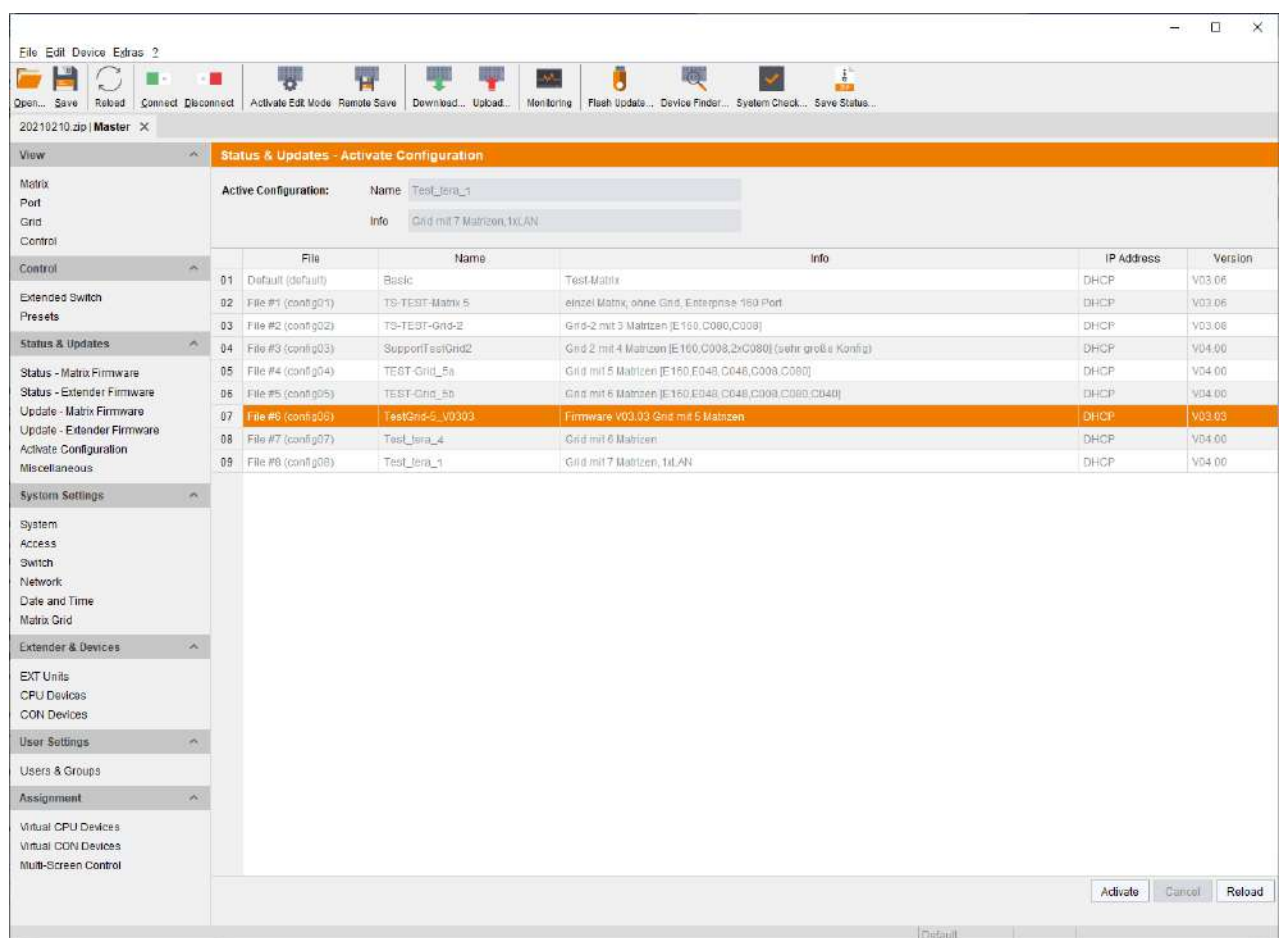 File Edit Device Extras ?
Open... Save Reload Connect Disconnect Activate Edit Mode Remote Save Download... Upload... Monitoring Flash Update... Device Finder... System Check... Save Status...
20210210.zip | Master
View
Status & Updates - Activate Configuration
Matrix
Port
Grid
Control
Active Configuration: Name Test_tera_1
Info Grid mit 7 Matrizen,1xLAN
File Name Info IP Address Version
01 Default (default) Basic Test-Matrix DHCP V03.06
02 File #1 (config01) TS-TEST-Matrix 5 einzel Matrix, ohne Grid, Enterprise 160 Port DHCP V03.06
03 File #2 (config02) TS-TEST-Grid-2 Grid-2 mit 3 Matrizen [E160,C080,C008] DHCP V03.08
04 File #3 (config03) SupportTestGrid2 Grid 2 mit 4 Matrizen [E160,C008,2xC080] (sehr große Konfig) DHCP V04.00
05 File #4 (config04) TEST-Grid_5a Grid mit 5 Matrizen [E160,E048,C048,C008,C080] DHCP V04.00
06 File #5 (config05) TEST-Grid_5b Grid mit 6 Matrizen [E160,E048,C048,C008,C080,C040] DHCP V04.00
07 File #6 (config06) TestGrid-5_V0303 Firmware V03.03 Grid mit 5 Matrizen DHCP V03.03
08 File #7 (config07) Test_tera_4 Grid mit 6 Matrizen DHCP V04.00
09 File #8 (config08) Test_tera_1 Grid mit 7 Matrizen, 1xLAN DHCP V04.00
Control
Extended Switch
Presets
Status & Updates
Status - Matrix Firmware
Status - Extender Firmware
Update - Matrix Firmware
Update - Extender Firmware
Activate Configuration
Miscellaneous
System Settings
System
Access
Switch
Network
Date and Time
Matrix Grid
Extender & Devices
EXT Units
CPU Devices
CON Devices
User Settings
Users & Groups
Assignment
Virtual CPU Devices
Virtual CON Devices
Multi-Screen Control
Activate Cancel Reload
Default